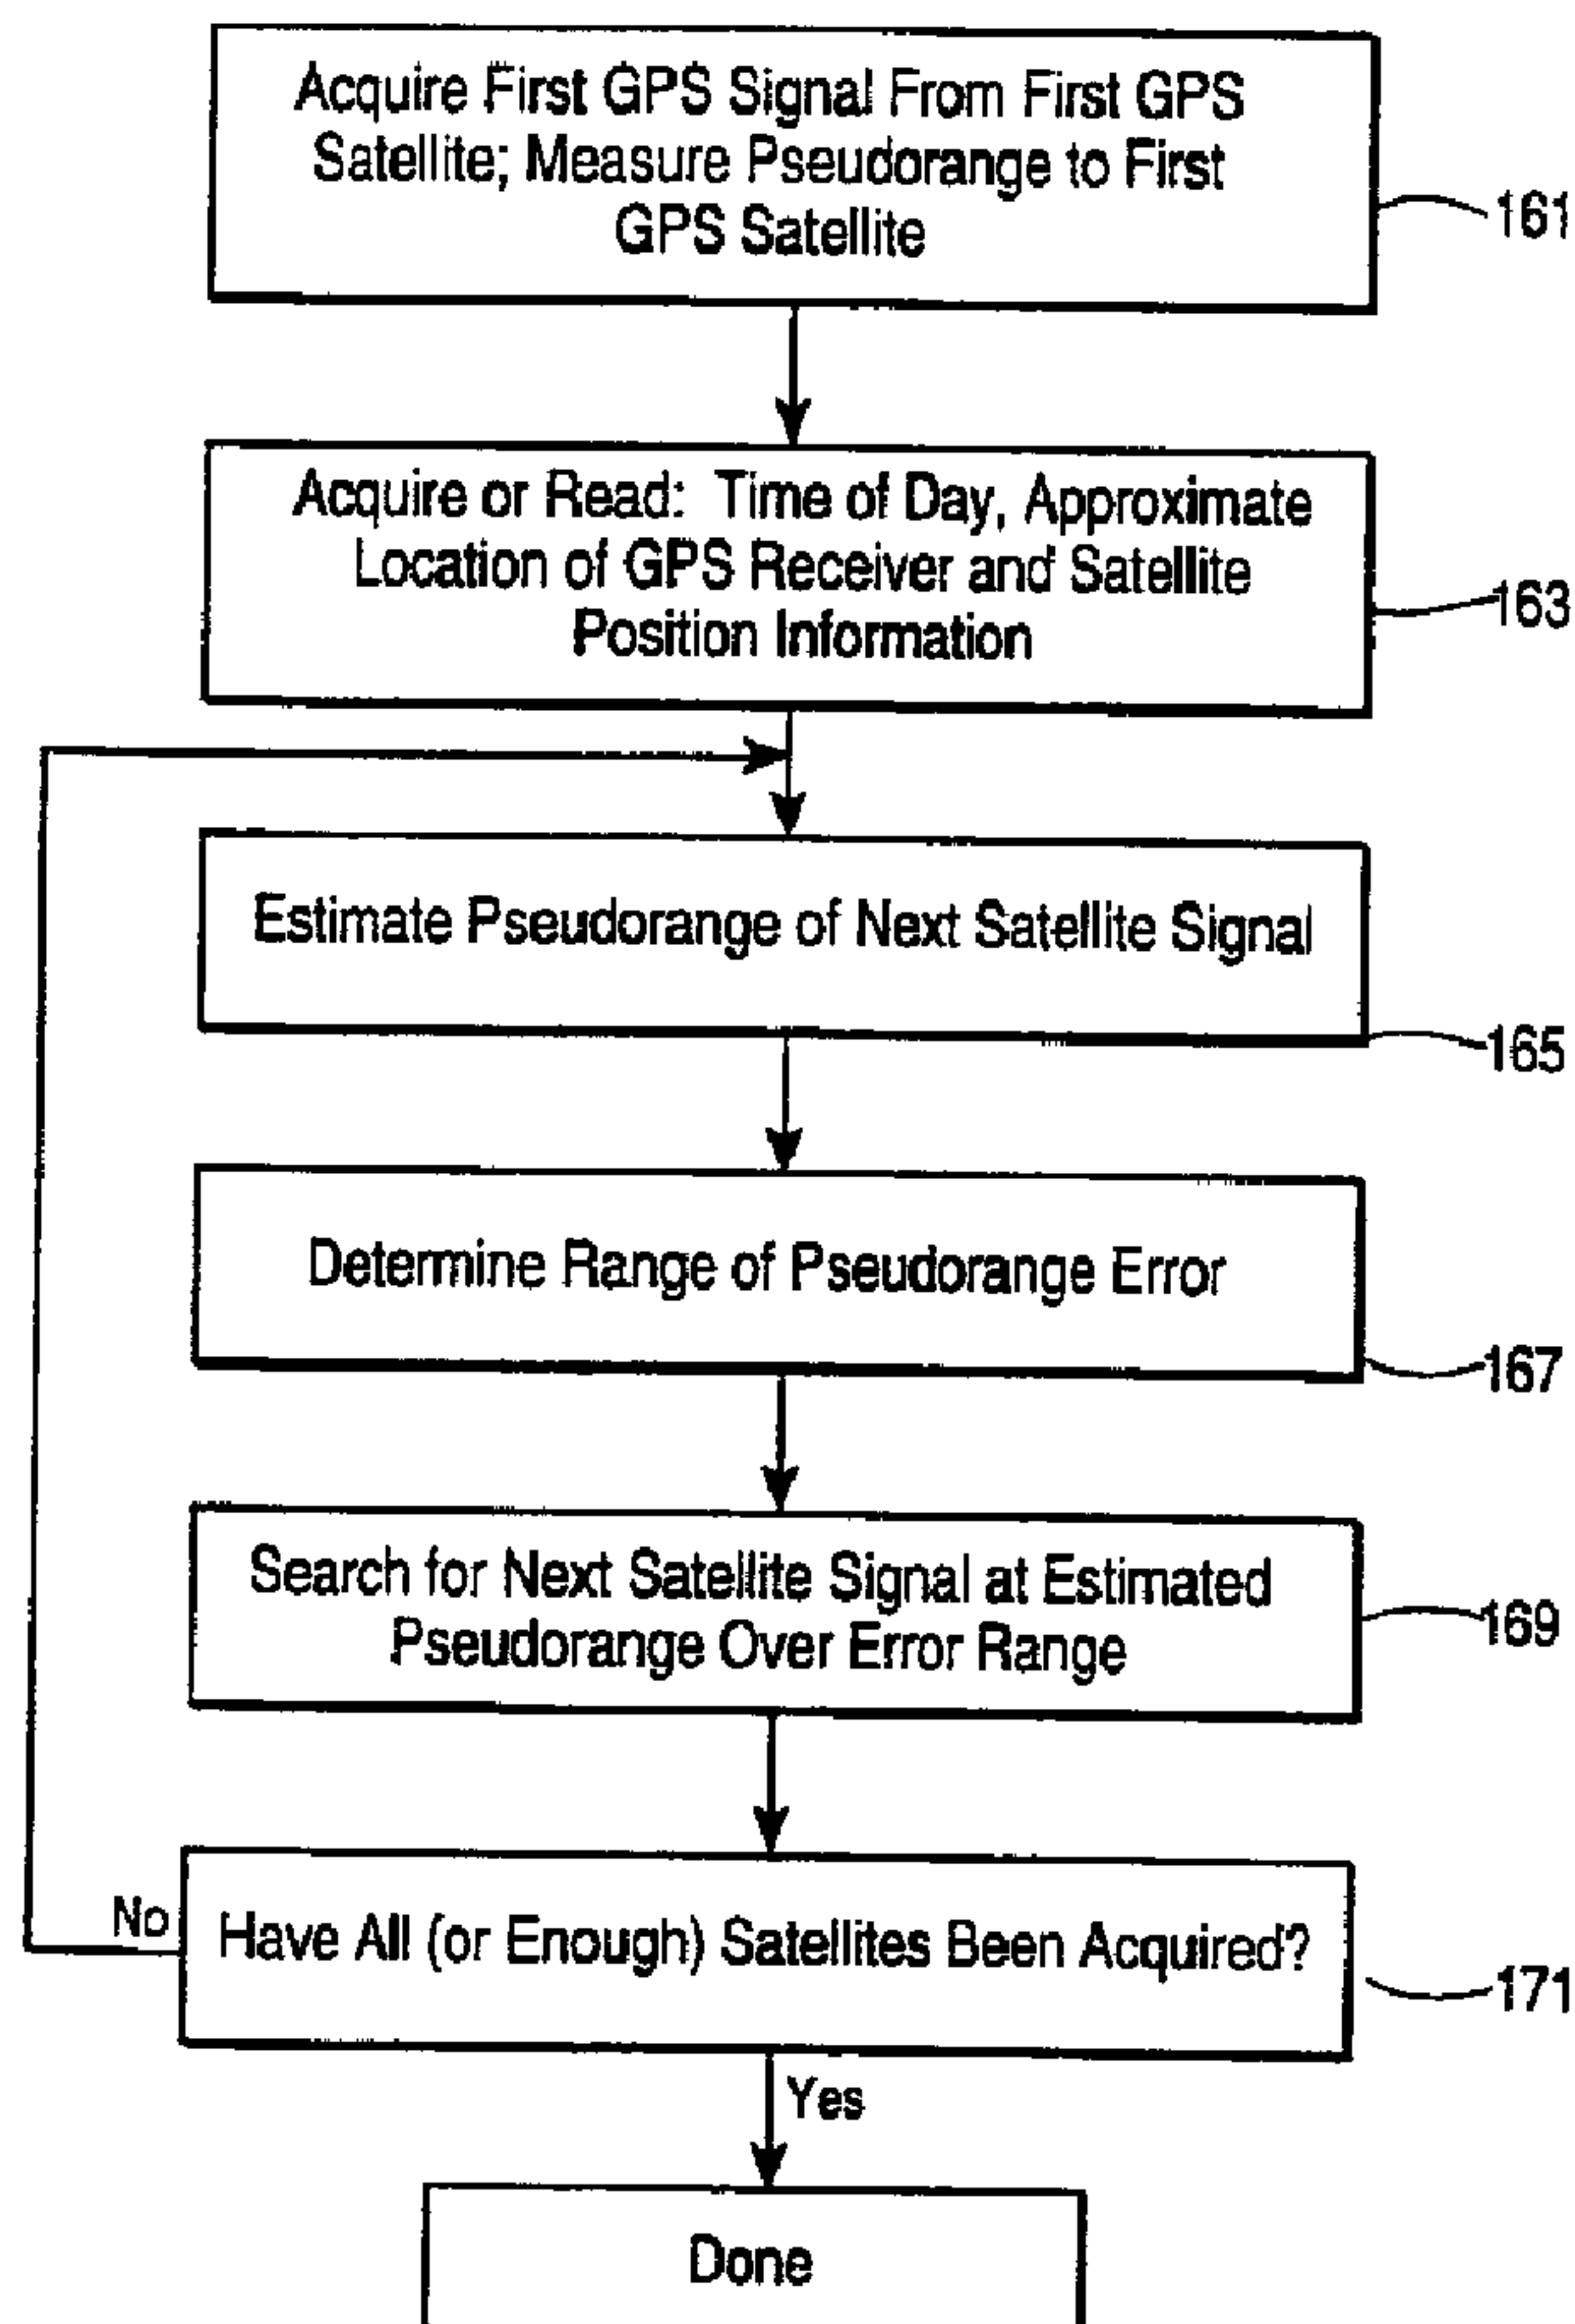 Acquire First GPS Signal From First GPS
Satellite; Measure Pseudorange to First
GPS Satellite
161
Acquire or Read: Time of Day, Approximate
Location of GPS Receiver and Satellite
Position Information
163
Estimate Pseudorange of Next Satellite Signal
165
Determine Range of Pseudorange Error
167
Search for Next Satellite Signal at Estimated
Pseudorange Over Error Range
169
No
Have All (or Enough) Satellites Been Acquired?
171
Yes
Done